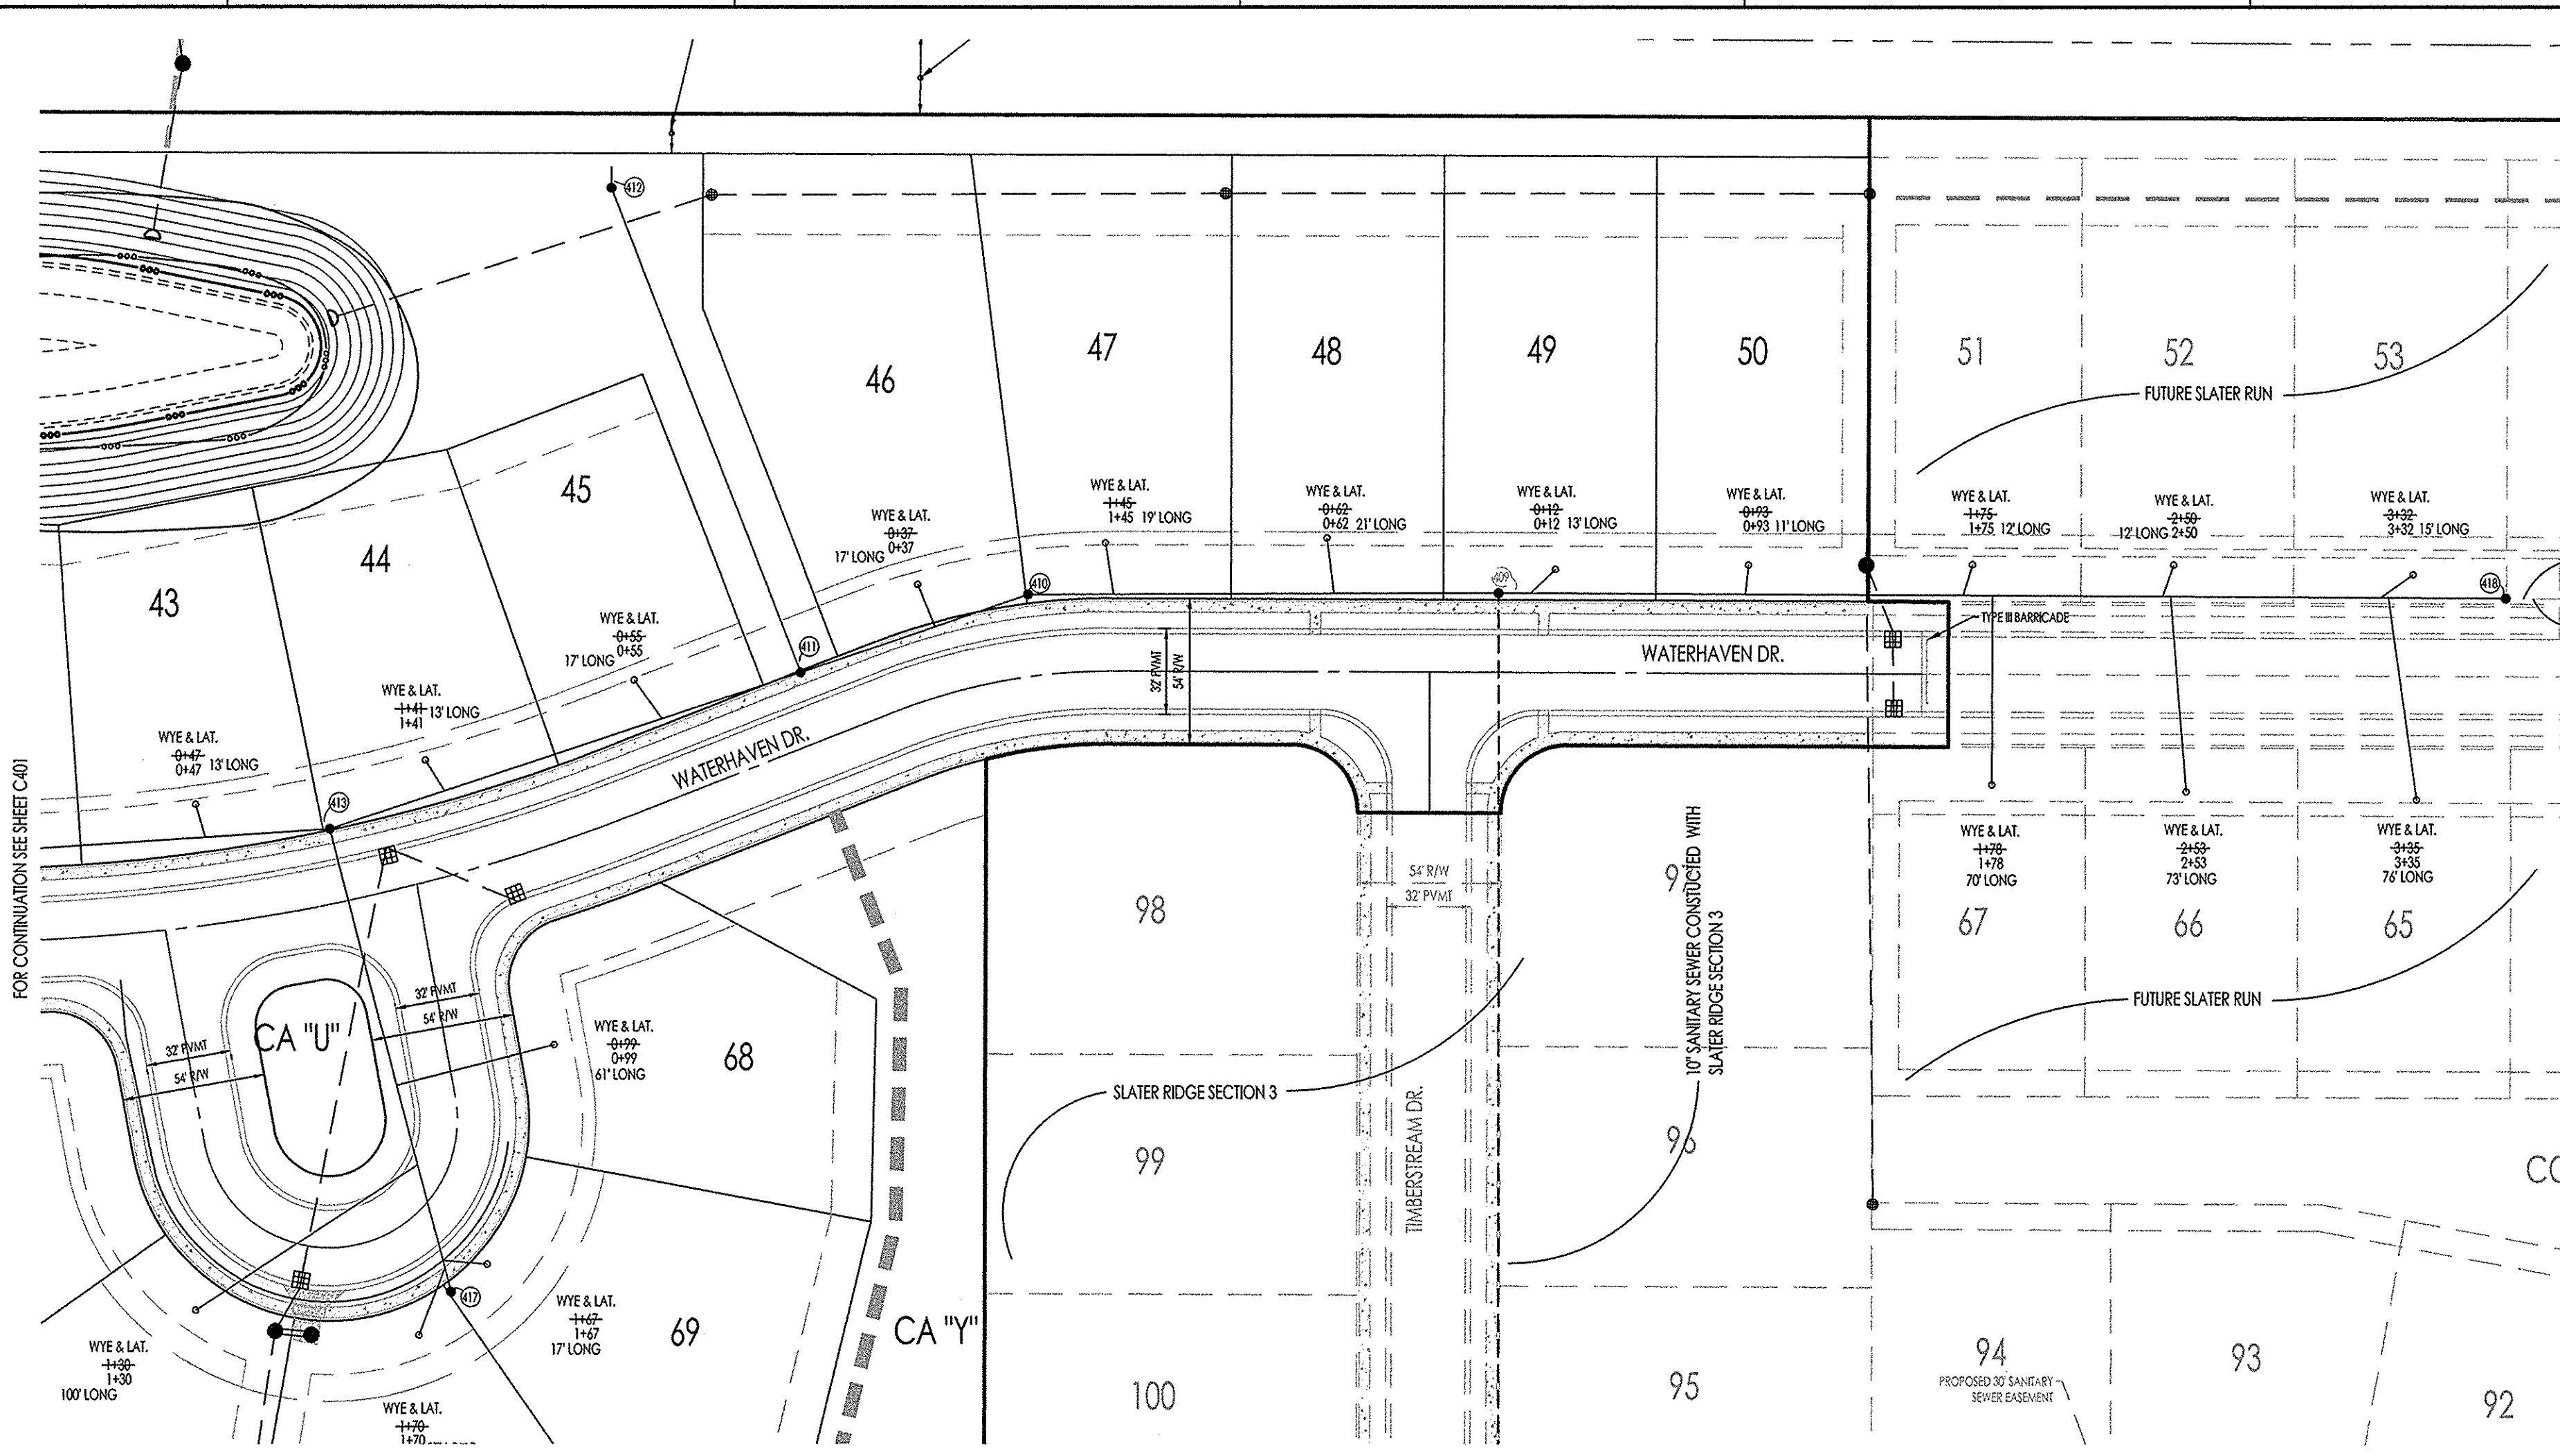 412
46
47
48
49
50
51
52
53
FUTURE SLATER RUN
45
44
43
WYE & LAT.
0+47
0+47 13' LONG
WYE & LAT.
1+41
13' LONG
1+41
WYE & LAT.
0+55
0+55
17' LONG
WYE & LAT.
0+37
0+37
17' LONG
WYE & LAT.
1+45
1+45 19' LONG
WYE & LAT.
0+62
0+62 21' LONG
WYE & LAT.
0+12
0+12 13' LONG
WYE & LAT.
0+93
0+93 11' LONG
WYE & LAT.
1+75
1+75 12' LONG
WYE & LAT.
2+50
12' LONG 2+50
WYE & LAT.
3+32
3+32 15' LONG
413
411
410
409
418
TYPE III BARRICADE
WATERHAVEN DR.
WATERHAVEN DR.
32' PVMT
54' R/W
FOR CONTINUATION SEE SHEET C401
98
54' R/W
32' PVMT
97
10" SANITARY SEWER CONSTUCTED WITH
SLATER RIDGE SECTION 3
WYE & LAT.
1+78
1+78
70' LONG
67
WYE & LAT.
2+53
2+53
73' LONG
66
WYE & LAT.
3+35
3+35
76' LONG
65
FUTURE SLATER RUN
CA "U"
32' PVMT
54' R/W
32' PVMT
54' R/W
WYE & LAT.
0+99
0+99
61' LONG
68
SLATER RIDGE SECTION 3
TIMBERSTREAM DR.
99
96
CO
417
WYE & LAT.
1+67
1+67
17' LONG
69
CA "Y"
WYE & LAT.
1+30
1+30
100' LONG
WYE & LAT.
1+70
1+70
100
95
94
93
92
PROPOSED 30' SANITARY
SEWER EASEMENT